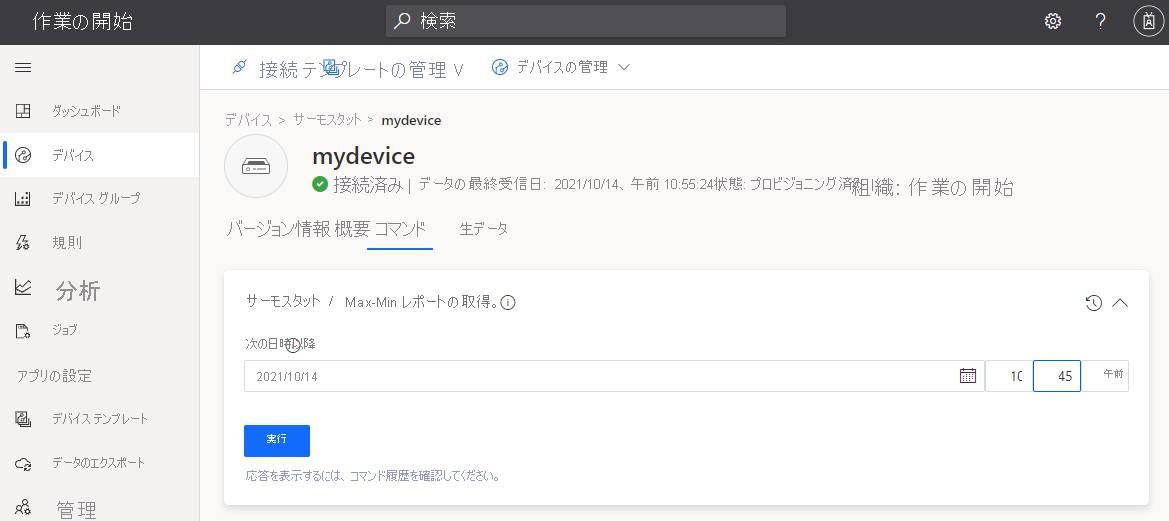 作業の開始
検索
?
接続 テンプレートの管理 V
デバイスの管理
ダッシュボード
デバイス
デバイス グループ
規則
分析
ジョブ
アプリの設定
デバイス テンプレート
データのエクスポート
管理
デバイス > サーモスタット > mydevice
mydevice
接続済み | データの最終受信日: 2021/10/14、午前 10:55:24状態: プロビジョニング済み | 組織: 作業の開始
バージョン情報 概要 コマンド 生データ
サーモスタット / Max-Min レポートの取得。
次の日時以降
2021/10/14 10 45 午前
実行
応答を表示するには、コマンド履歴を確認してください。